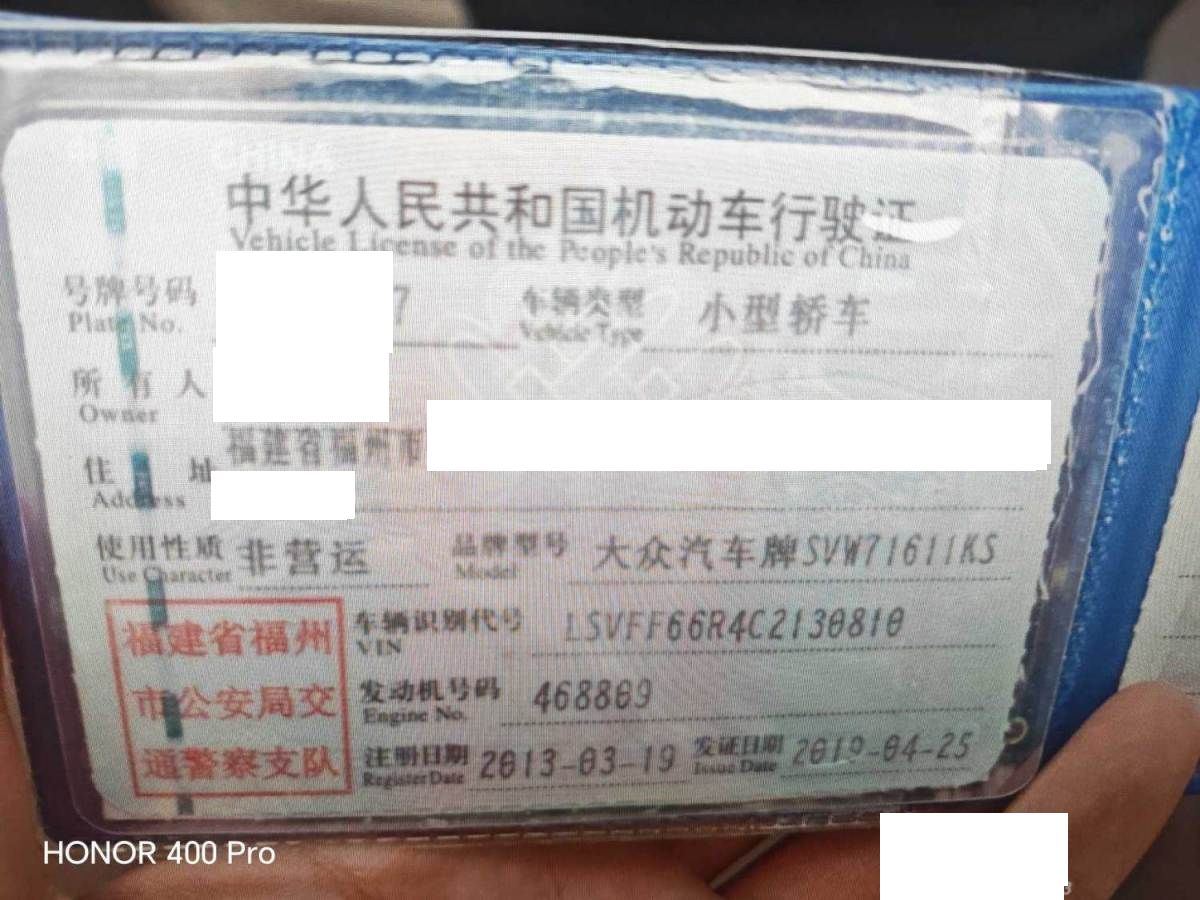 CHINA
中华人民共和国机动车行驶证
Vehicle License of the People's Republic of China
号牌号码 7 车辆类型 小型轿车
Plate No. Vehicle Type
所有人
Owner
住址 福建省福州市
Address
使用性质 非营运 品牌型号 大众汽车牌SVW71611KS
Use Character Model
福建省福州
市公安局交
通警察支队
车辆识别代号 LSVFF66R4C2130810
VIN
发动机号码 468809
Engine No.
注册日期 2013-03-19 发证日期 2019-04-25
Register Date Issue Date
HONOR 400 Pro